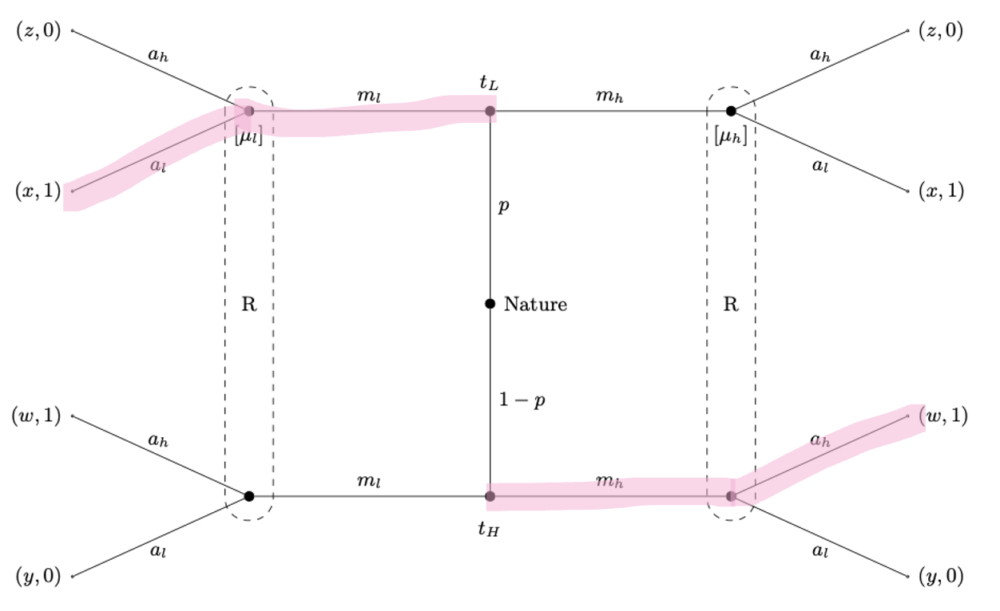 (z, 0) (z, 0)
a_h a_h
t_L
m_l m_h
[μ_l] [μ_h]
a_l a_l
(x, 1) (x, 1)
p
R Nature R
1 − p
(w, 1) (w, 1)
a_h a_h
m_l m_h
t_H
a_l a_l
(y, 0) (y, 0)